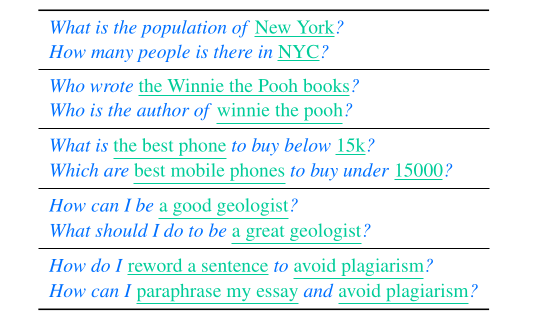 What is the population of New York?
How many people is there in NYC?
Who wrote the Winnie the Pooh books?
Who is the author of winnie the pooh?
What is the best phone to buy below 15k?
Which are best mobile phones to buy under 15000?
How can I be a good geologist?
What should I do to be a great geologist?
How do I reword a sentence to avoid plagiarism?
How can I paraphrase my essay and avoid plagiarism?